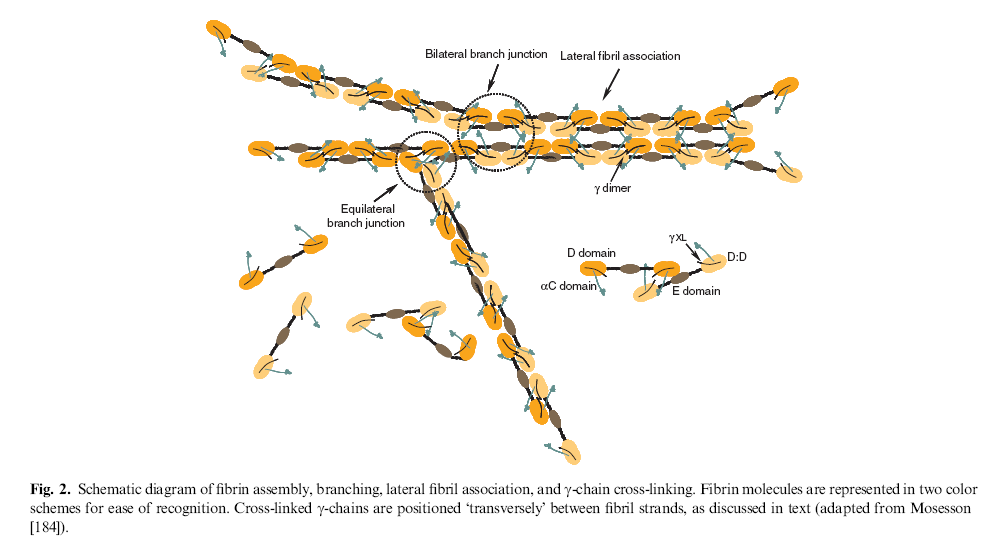 Bilateral branch junction
Lateral fibril association
γ dimer
Equilateral
branch junction
γXL
D domain
D:D
αC domain
E domain
Fig. 2. Schematic diagram of fibrin assembly, branching, lateral fibril association, and γ-chain cross-linking. Fibrin molecules are represented in two color
schemes for ease of recognition. Cross-linked γ-chains are positioned ‘transversely’ between fibril strands, as discussed in text (adapted from Mosesson
[184]).